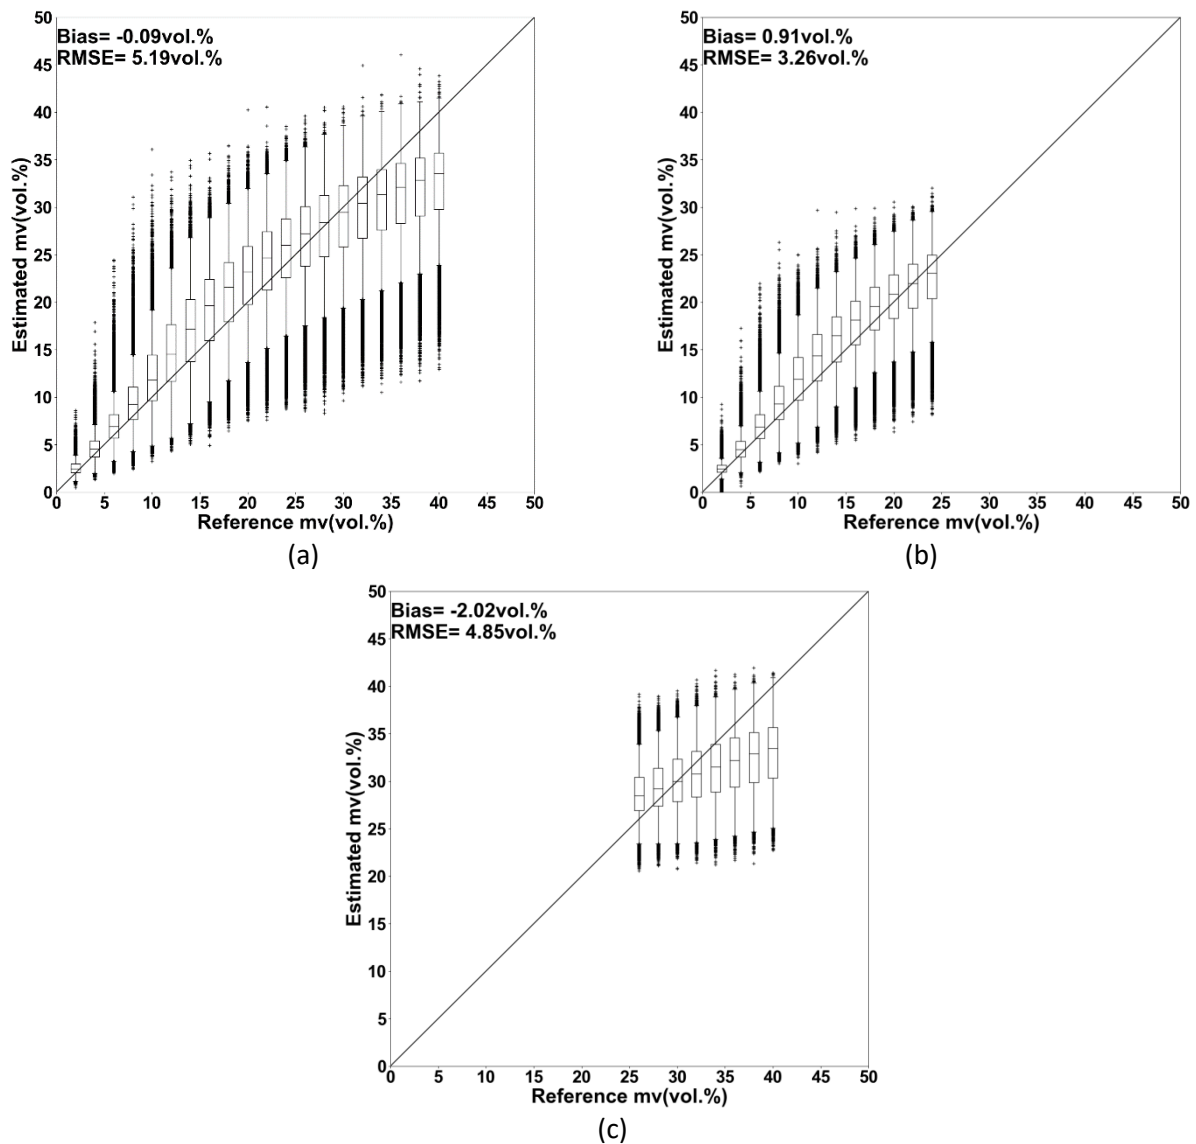 Bias= -0.09vol.%
RMSE= 5.19vol.%
Estimated mv(vol.%)
50
45
40
35
30
25
20
15
10
5
0
0 5 10 15 20 25 30 35 40 45 50
Reference mv(vol.%)
(a)
Bias= 0.91vol.%
RMSE= 3.26vol.%
Estimated mv(vol.%)
50
45
40
35
30
25
20
15
10
5
0
0 5 10 15 20 25 30 35 40 45 50
Reference mv(vol.%)
(b)
Bias= -2.02vol.%
RMSE= 4.85vol.%
Estimated mv(vol.%)
50
45
40
35
30
25
20
15
10
5
0
0 5 10 15 20 25 30 35 40 45 50
Reference mv(vol.%)
(c)